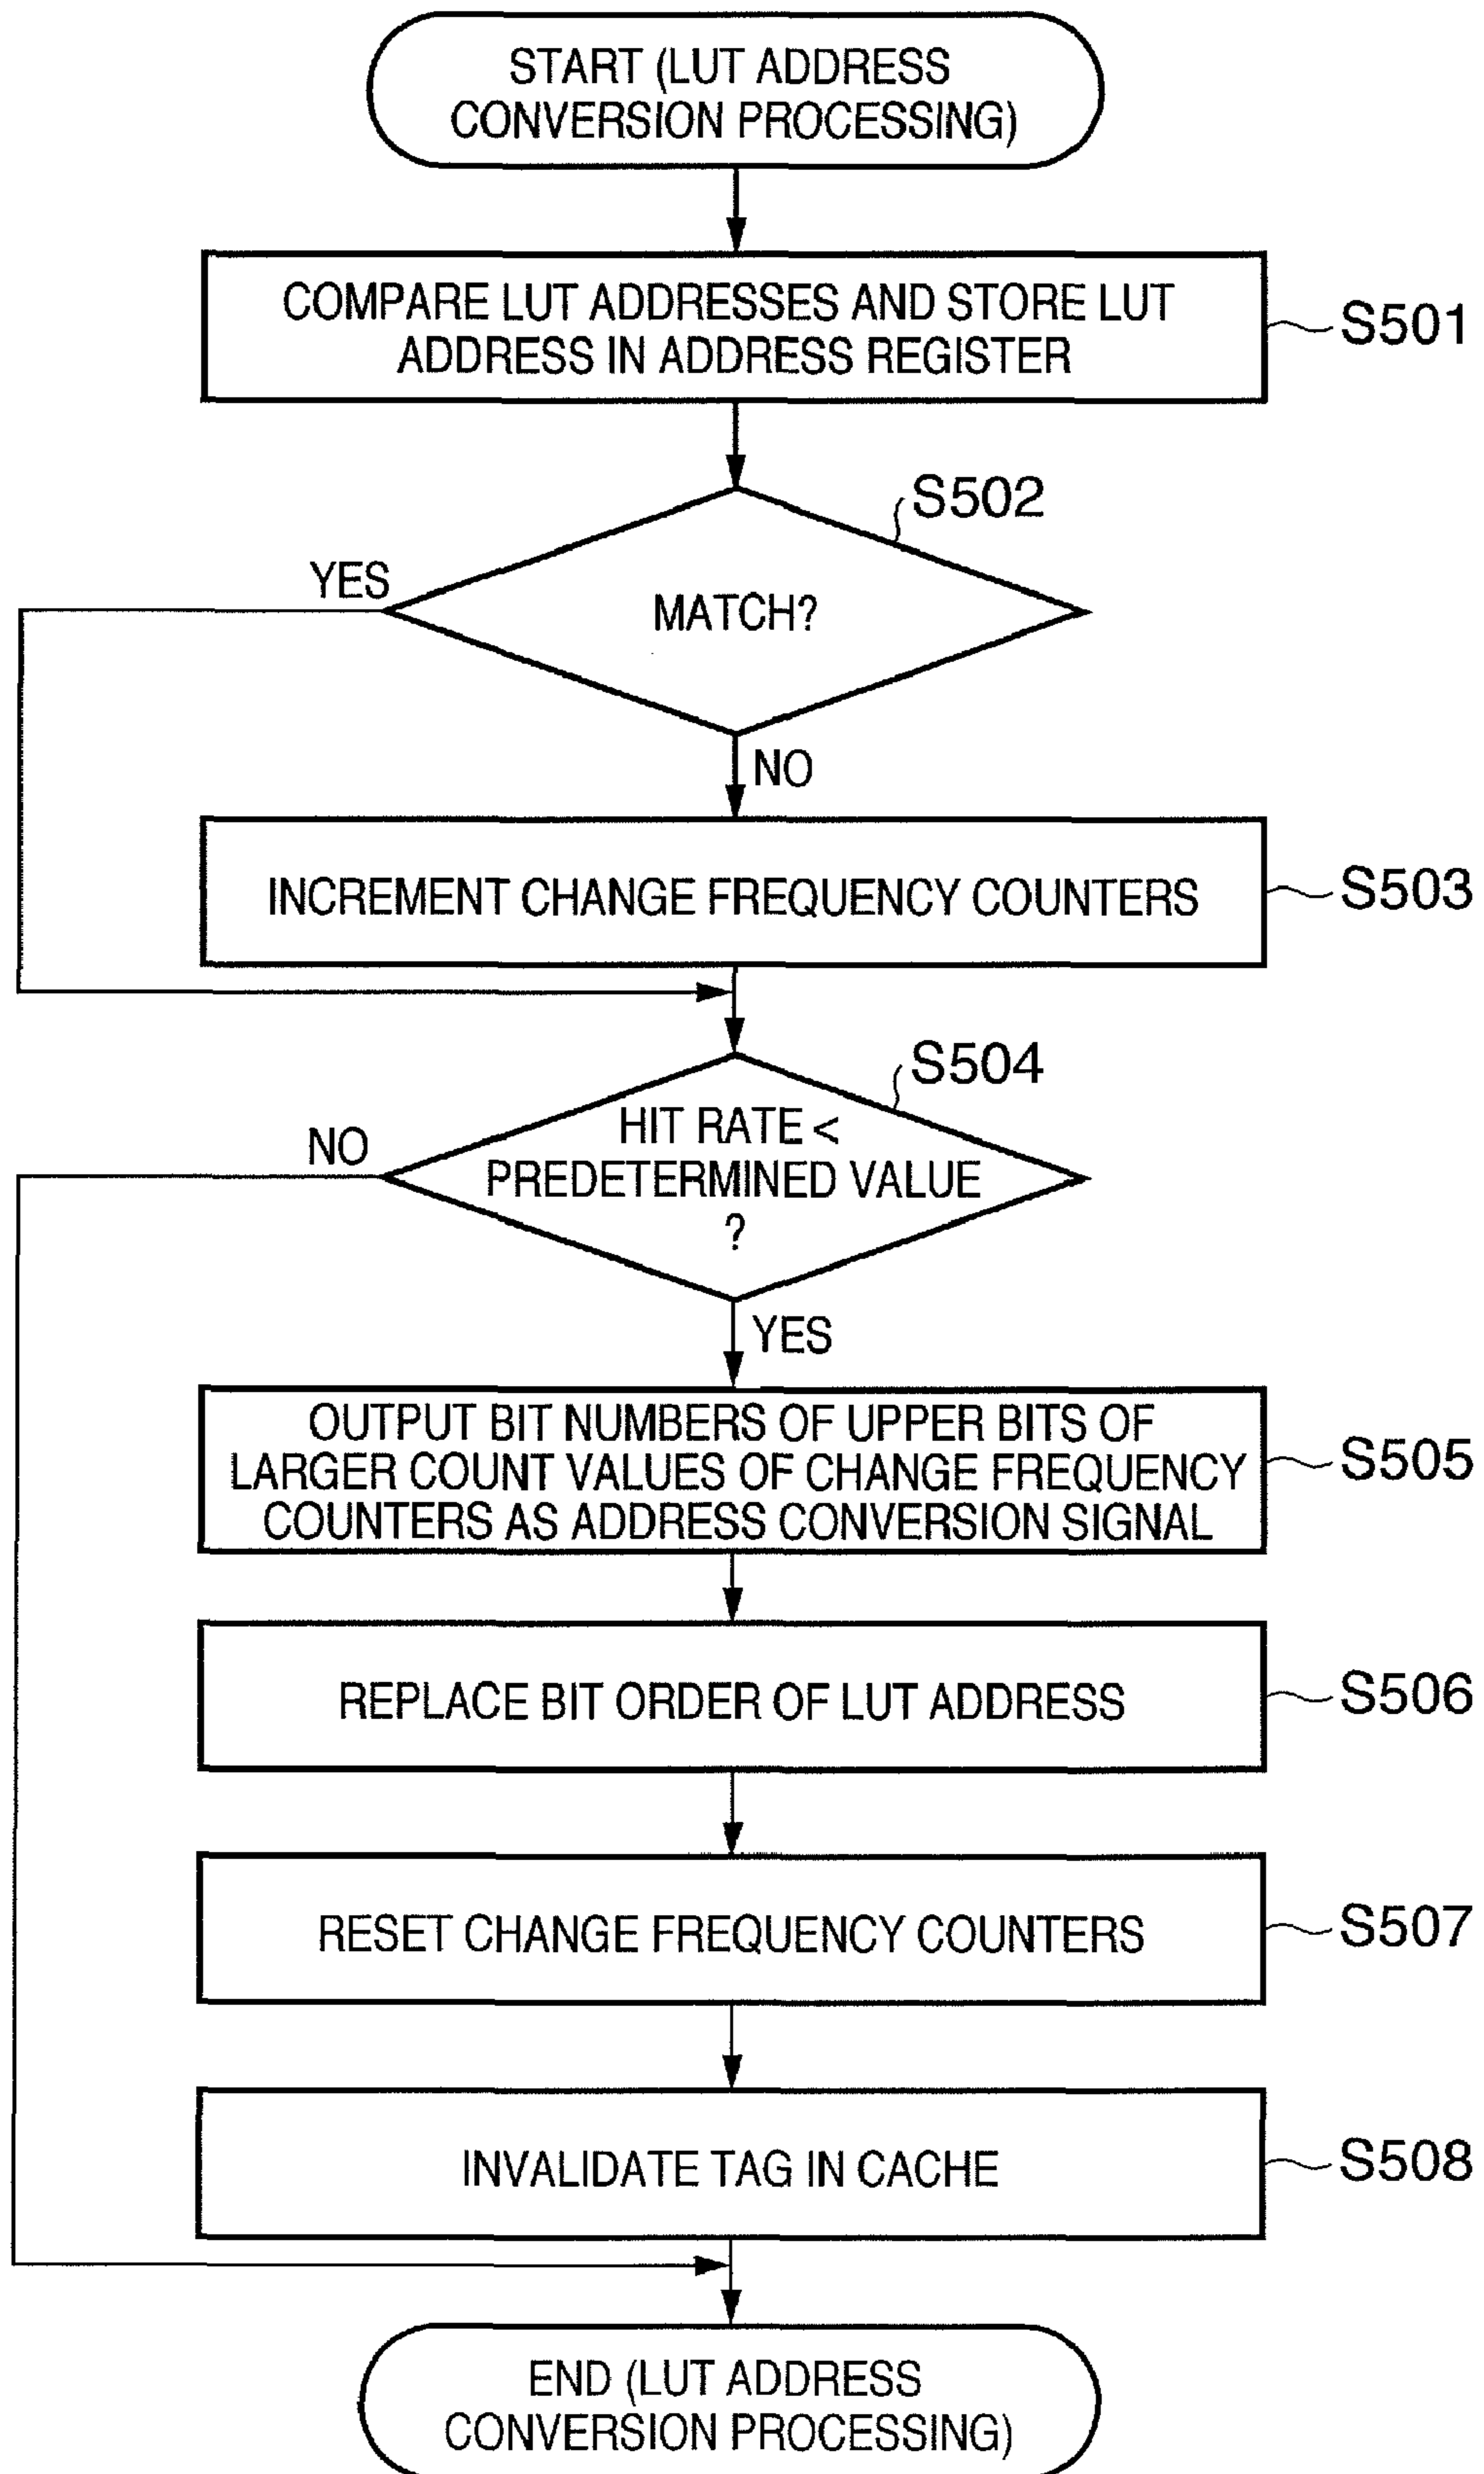 START (LUT ADDRESS
CONVERSION PROCESSING)
COMPARE LUT ADDRESSES AND STORE LUT
ADDRESS IN ADDRESS REGISTER
S501
S502
YES
MATCH?
NO
INCREMENT CHANGE FREQUENCY COUNTERS
S503
S504
NO
HIT RATE <
PREDETERMINED VALUE
?
YES
OUTPUT BIT NUMBERS OF UPPER BITS OF
LARGER COUNT VALUES OF CHANGE FREQUENCY
COUNTERS AS ADDRESS CONVERSION SIGNAL
S505
REPLACE BIT ORDER OF LUT ADDRESS
S506
RESET CHANGE FREQUENCY COUNTERS
S507
INVALIDATE TAG IN CACHE
S508
END (LUT ADDRESS
CONVERSION PROCESSING)